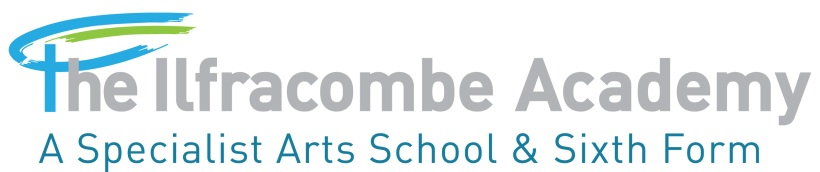 the Ilfracombe Academy
A Specialist Arts School & Sixth Form